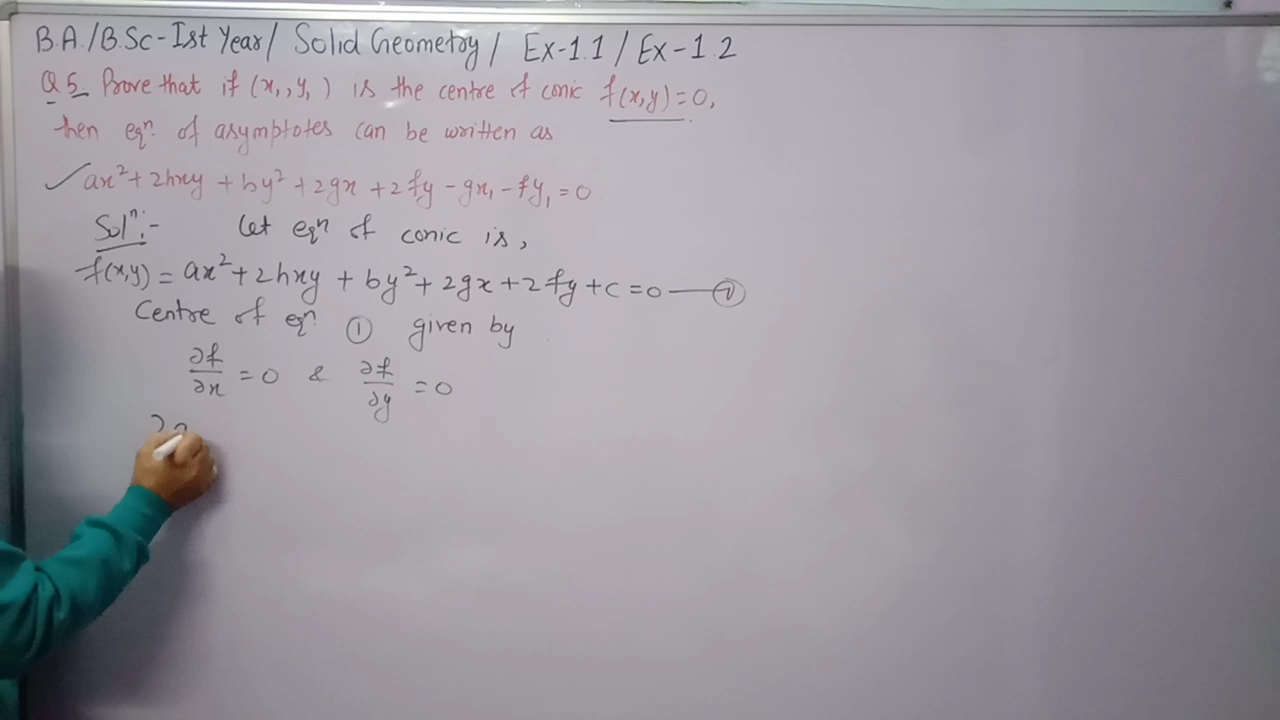 B.A./B.Sc-Ist Year/ Solid Geometry/ Ex-1.1/Ex-1.2
Q 5 Prove that if (x₁, y₁) is the centre of conic f(x,y)=0,
then eqⁿ of asymptotes can be written as
✓ax²+2hxy+by²+2gx+2fy-gx₁-fy₁=0
Solⁿ:- Let eqⁿ of conic is,
f(x,y)=ax²+2hxy+by²+2gx+2fy+c=0—①
Centre of eqⁿ ① given by
∂f/∂x =0 & ∂f/∂y =0